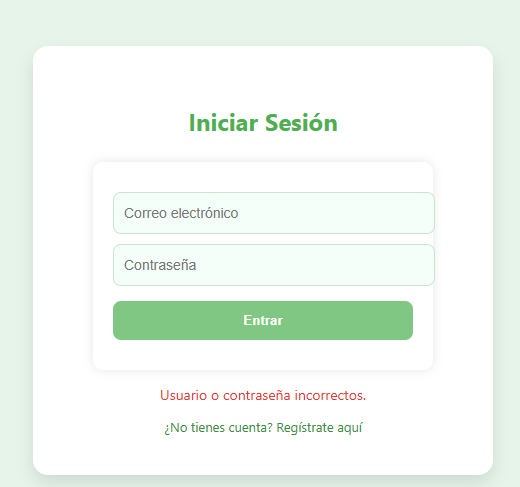 Iniciar Sesión
Correo electrónico
Contraseña
Entrar
Usuario o contraseña incorrectos.
¿No tienes cuenta? Regístrate aquí